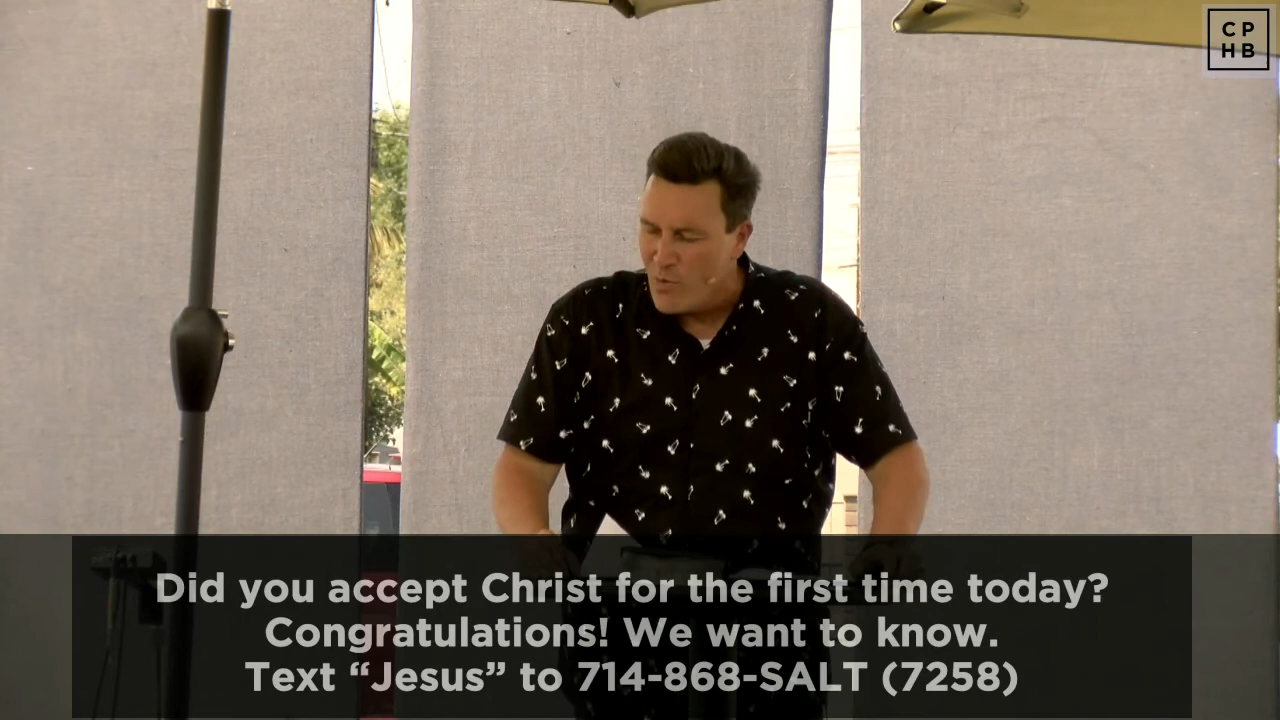 C P
H B
Did you accept Christ for the first time today?
Congratulations! We want to know.
Text “Jesus” to 714-868-SALT (7258)